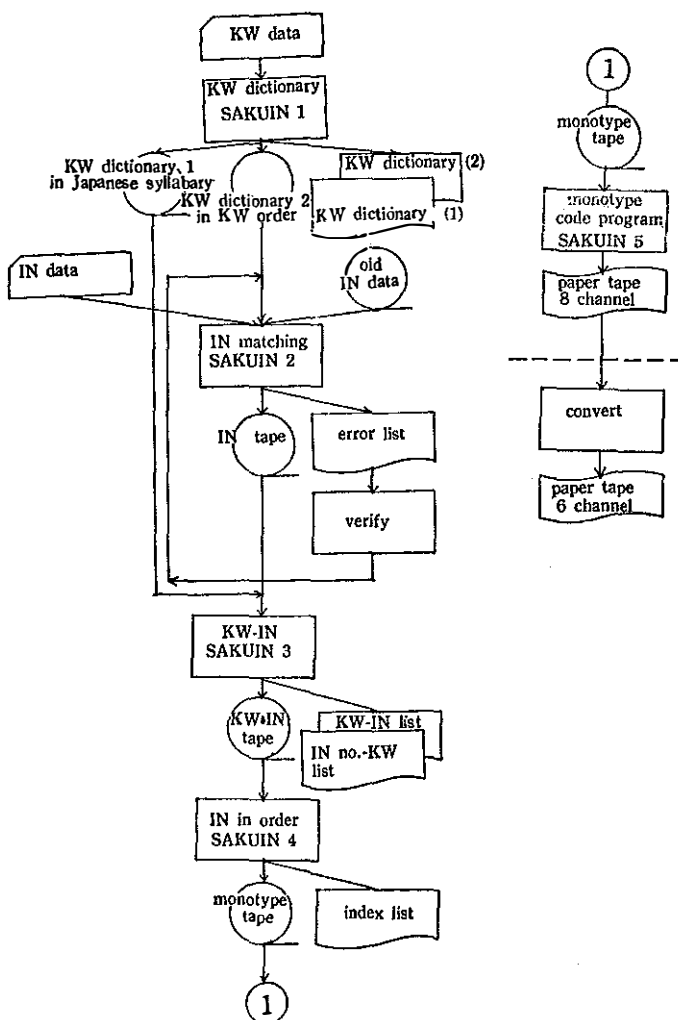 KW data
KW dictionary
SAKUIN 1
KW dictionary 1
in Japanese syllabary
KW dictionary 2
in KW order
KW dictionary (2)
KW dictionary (1)
IN data
old
IN data
IN matching
SAKUIN 2
IN tape
error list
verify
KW-IN
SAKUIN 3
KW-IN
tape
KW-IN list
IN no.-KW
list
IN in order
SAKUIN 4
monotype
tape
index list
1
1
monotype
tape
monotype
code program
SAKUIN 5
paper tape
8 channel
convert
paper tape
6 channel